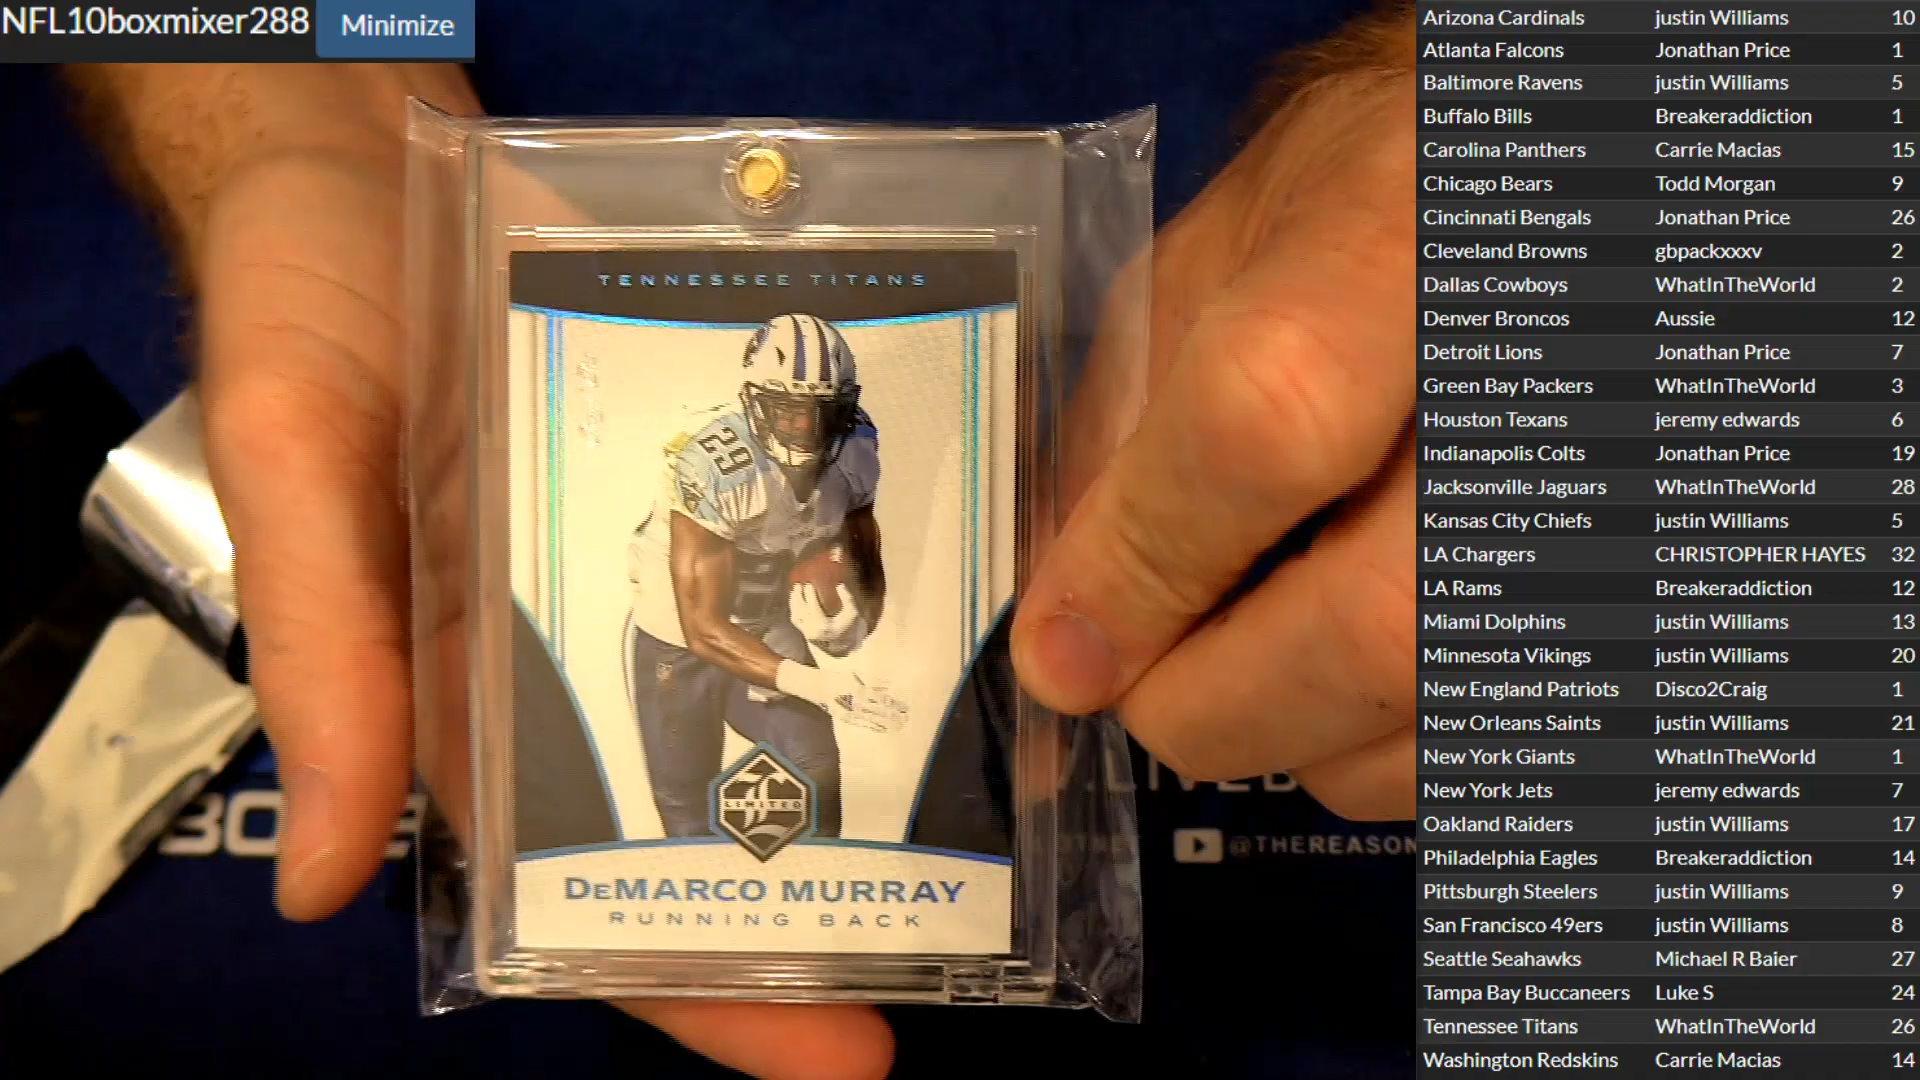 NFL10boxmixer288 Minimize
TENNESSEE TITANS
29
LIMITED
DeMARCO MURRAY
RUNNING BACK
@THEREASON
Arizona Cardinals justin Williams 10
Atlanta Falcons Jonathan Price 1
Baltimore Ravens justin Williams 5
Buffalo Bills Breakeraddiction 1
Carolina Panthers Carrie Macias 15
Chicago Bears Todd Morgan 9
Cincinnati Bengals Jonathan Price 26
Cleveland Browns gbpackxxxv 2
Dallas Cowboys WhatInTheWorld 2
Denver Broncos Aussie 12
Detroit Lions Jonathan Price 7
Green Bay Packers WhatInTheWorld 3
Houston Texans jeremy edwards 6
Indianapolis Colts Jonathan Price 19
Jacksonville Jaguars WhatInTheWorld 28
Kansas City Chiefs justin Williams 5
LA Chargers CHRISTOPHER HAYES 32
LA Rams Breakeraddiction 12
Miami Dolphins justin Williams 13
Minnesota Vikings justin Williams 20
New England Patriots Disco2Craig 1
New Orleans Saints justin Williams 21
New York Giants WhatInTheWorld 1
New York Jets jeremy edwards 7
Oakland Raiders justin Williams 17
Philadelphia Eagles Breakeraddiction 14
Pittsburgh Steelers justin Williams 9
San Francisco 49ers justin Williams 8
Seattle Seahawks Michael R Baier 27
Tampa Bay Buccaneers Luke S 24
Tennessee Titans WhatInTheWorld 26
Washington Redskins Carrie Macias 14